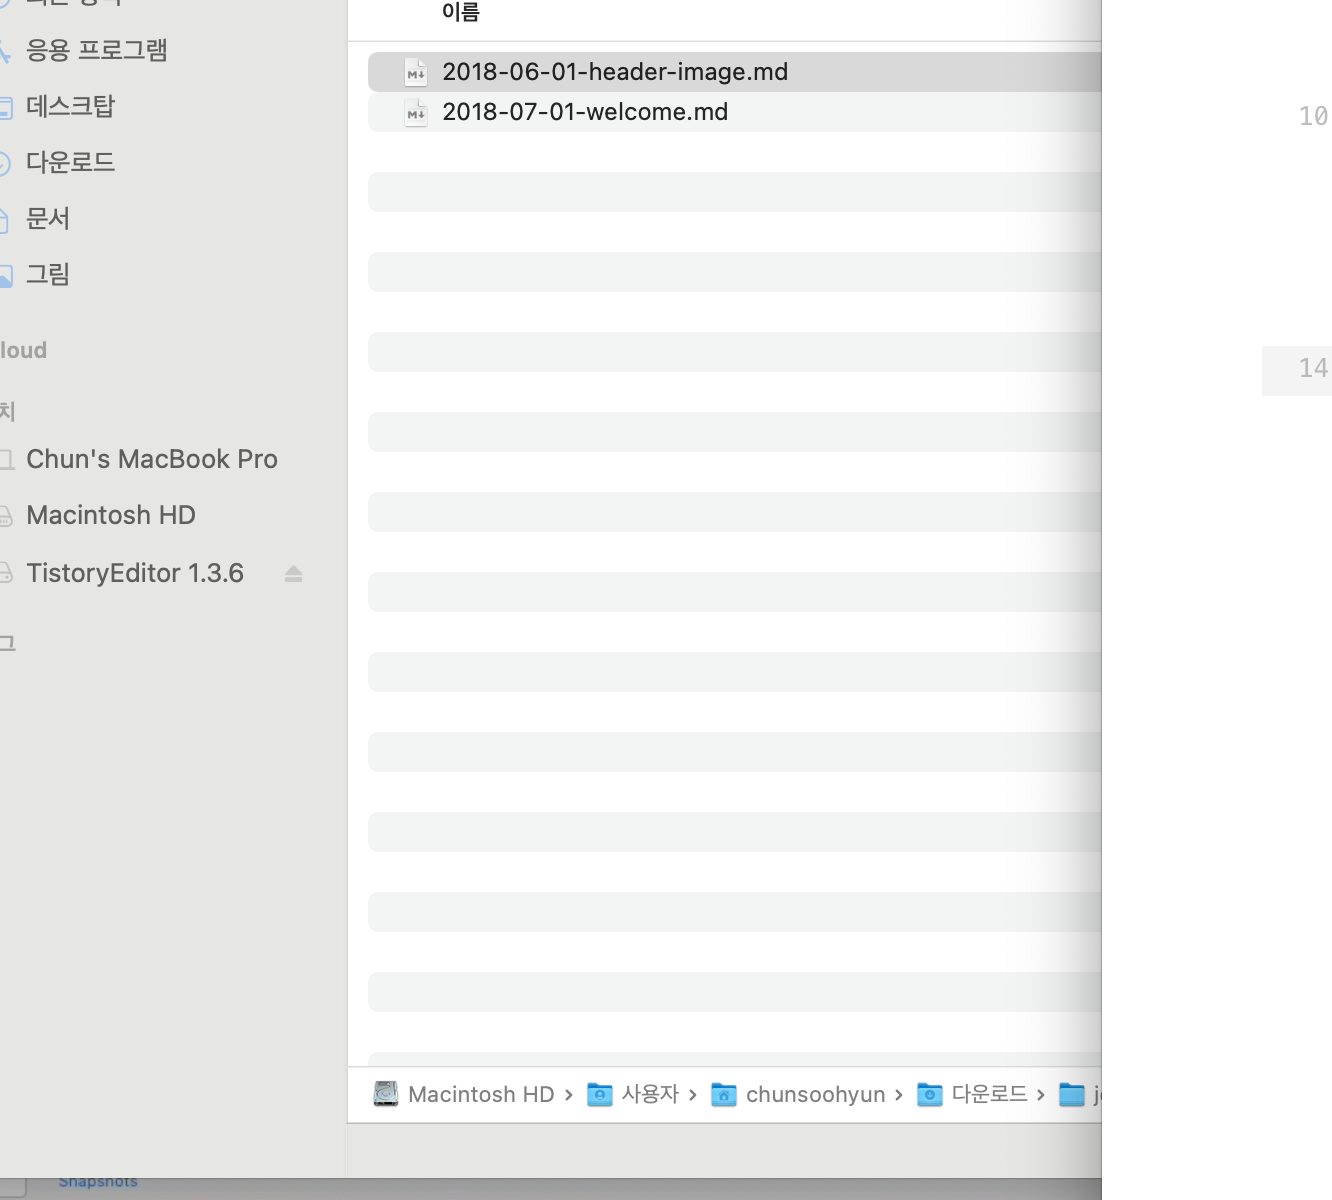 응용 프로그램
데스크탑
다운로드
문서
그림
loud
치
Chun's MacBook Pro
Macintosh HD
TistoryEditor 1.3.6
그
이름
2018-06-01-header-image.md
2018-07-01-welcome.md
Macintosh HD › 사용자 › chunsoohyun › 다운로드 ›
10
14
Snapshots